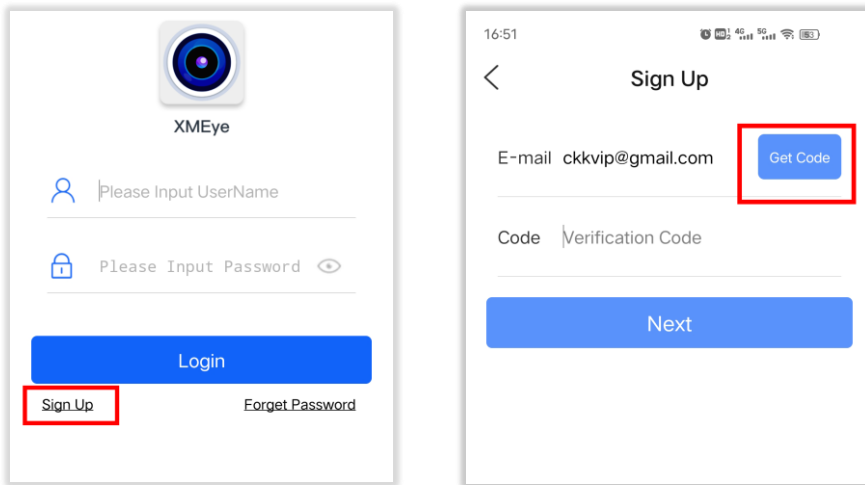 XMEye
Please Input UserName
Please Input Password
Login
Sign Up Forget Password
16:51
Sign Up
E-mail ckkvip@gmail.com Get Code
Code Verification Code
Next